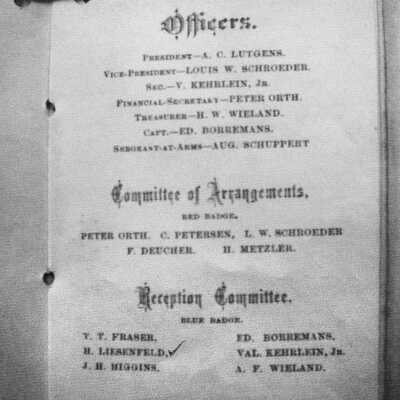 Officers.
President—A. C. LUTGENS.
Vice-President—LOUIS W. SCHROEDER.
Sec.—V. KEHRLEIN, Jr.
Financial-Secretary—PETER ORTH.
Treasurer—H. W. WIELAND.
Capt.—ED. BORREMANS.
Sergeant-at-Arms—AUG. SCHUPPERT
Committee of Arrangements.
RED BADGE.
PETER ORTH. C. PETERSEN, L. W. SCHROEDER
F. DEUCHER. H. METZLER.
Reception Committee.
BLUE BADGE.
Y. T. FRASER, ED. BORREMANS.
H. LIESENFELD, VAL. KEHRLEIN, Jr.
J. H. HIGGINS. A. F. WIELAND.